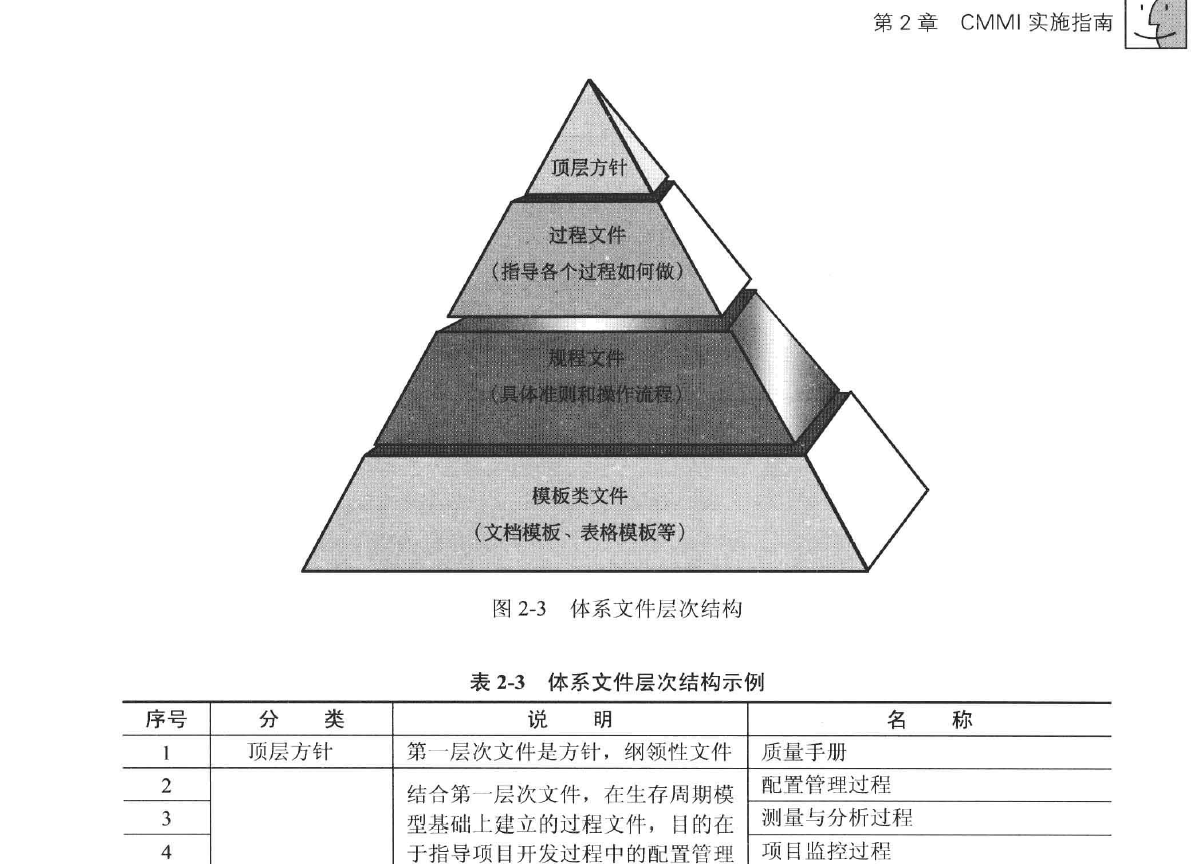 第 2 章 CMMI 实施指南
顶层方针
过程文件
（指导各个过程如何做）
规程文件
（具体准则和操作流程）
模板类文件
（文档模板、表格模板等）
图 2-3 体系文件层次结构
表 2-3 体系文件层次结构示例
序号 分 类 说 明 名 称
1 顶层方针 第一层次文件是方针，纲领性文件 质量手册
2 配置管理过程
结合第一层次文件，在生存周期模
3 测量与分析过程
型基础上建立的过程文件，目的在
4 项目监控过程
于指导项目开发过程中的配置管理